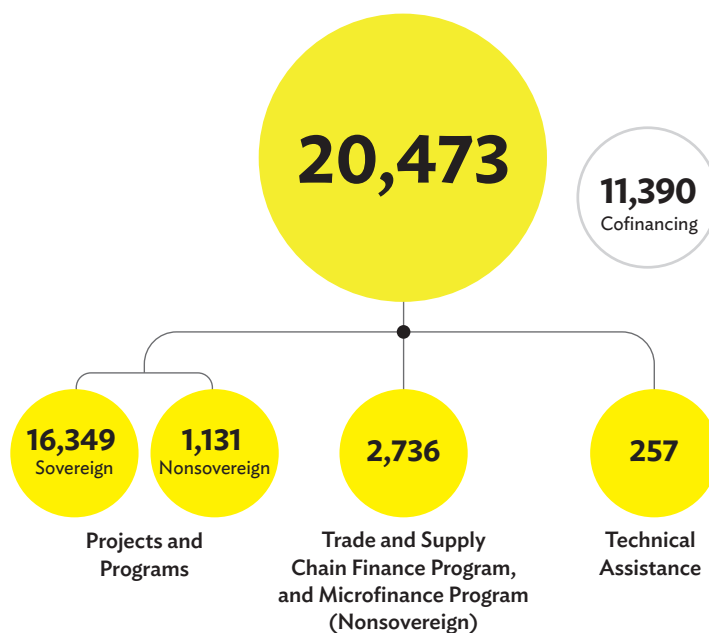 20,473
11,390
Cofinancing
16,349
Sovereign
1,131
Nonsovereign
2,736
257
Projects and
Programs
Trade and Supply
Chain Finance Program,
and Microfinance Program
(Nonsovereign)
Technical
Assistance